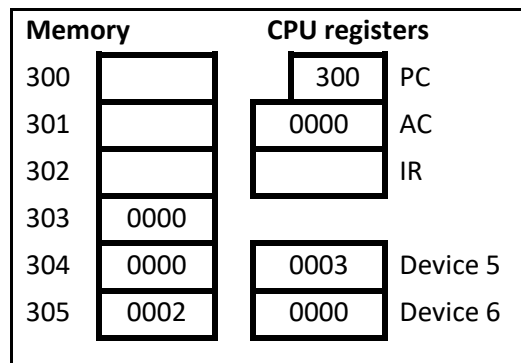 Memory CPU registers
300 300 PC
301 0000 AC
302 IR
303 0000
304 0000 0003 Device 5
305 0002 0000 Device 6